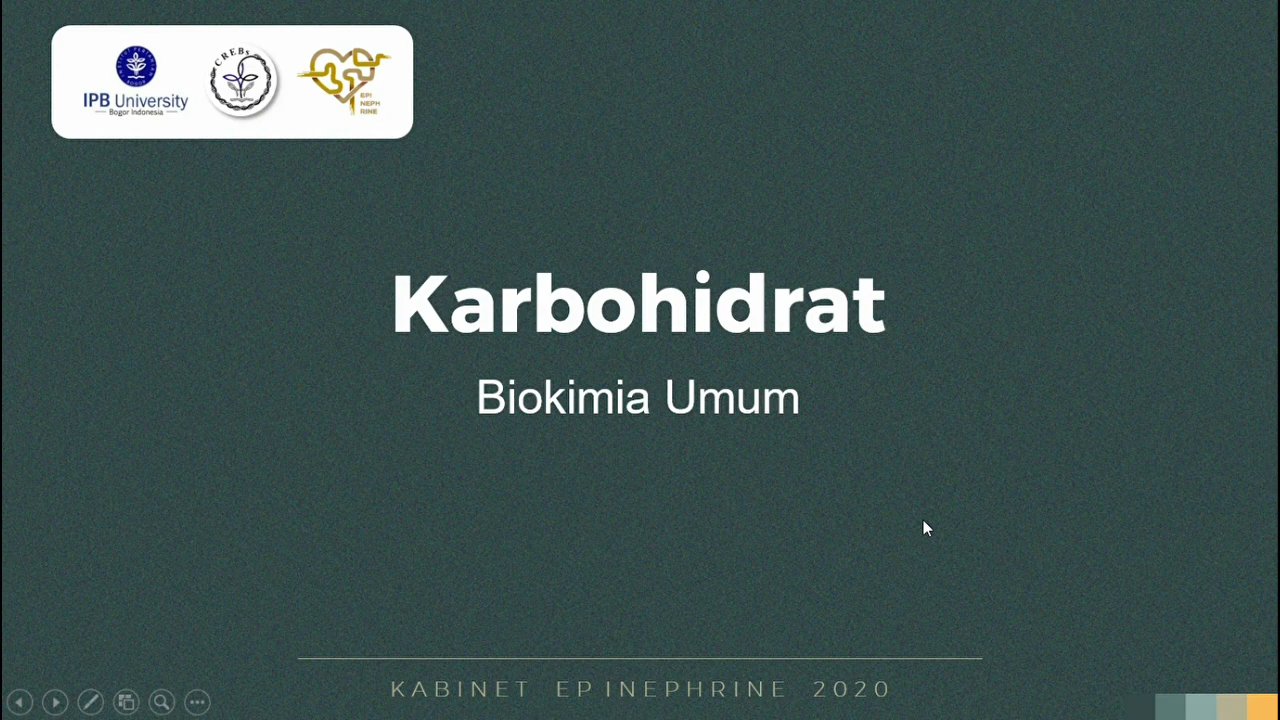 IPB University
Bogor Indonesia
CREBs
EPI
NEPH
RINE
Karbohidrat
Biokimia Umum
KABINET EPINEPHRINE 2020